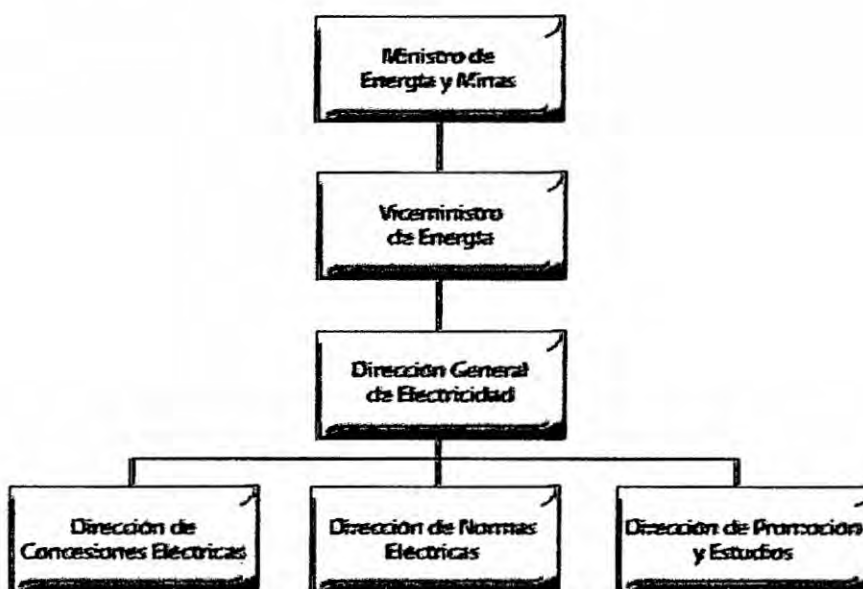 Ministro de
Energía y Minas
Viceministro
de Energía
Dirección General
de Electricidad
Dirección de
Concesiones Eléctricas
Dirección de Normas
Eléctricas
Dirección de Promoción
y Estudios